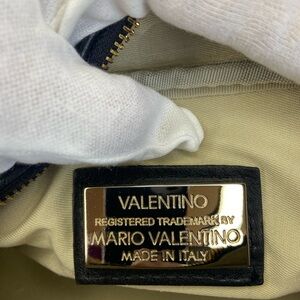 VALENTINO
REGISTERED TRADEMARK BY
MARIO VALENTINO
MADE IN ITALY